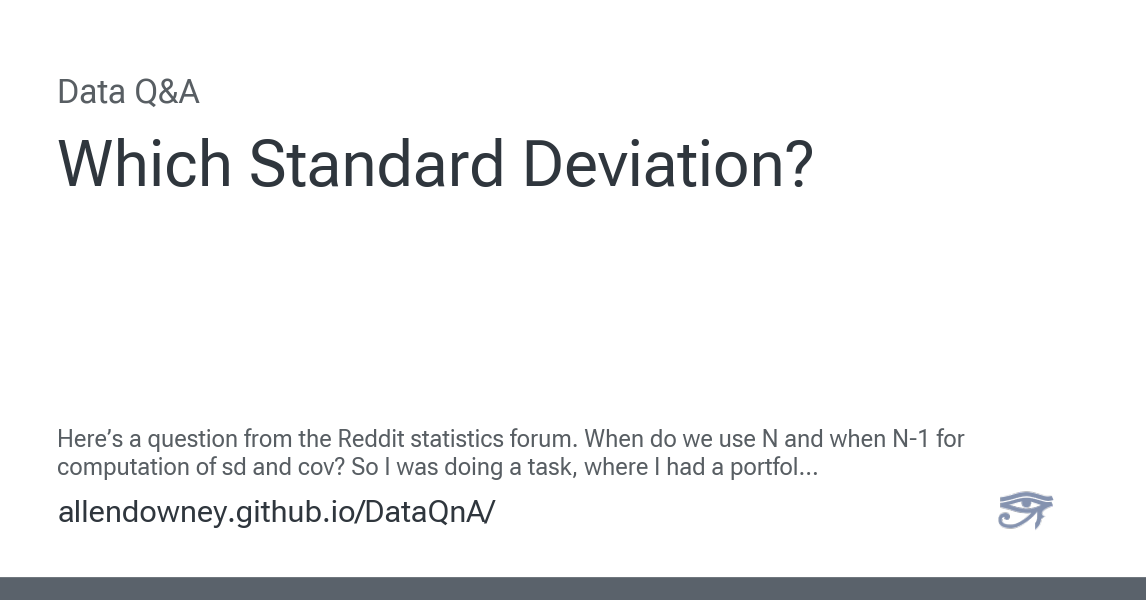 Data Q&A
Which Standard Deviation?
Here’s a question from the Reddit statistics forum. When do we use N and when N-1 for
computation of sd and cov? So I was doing a task, where I had a portfol...
allendowney.github.io/DataQnA/